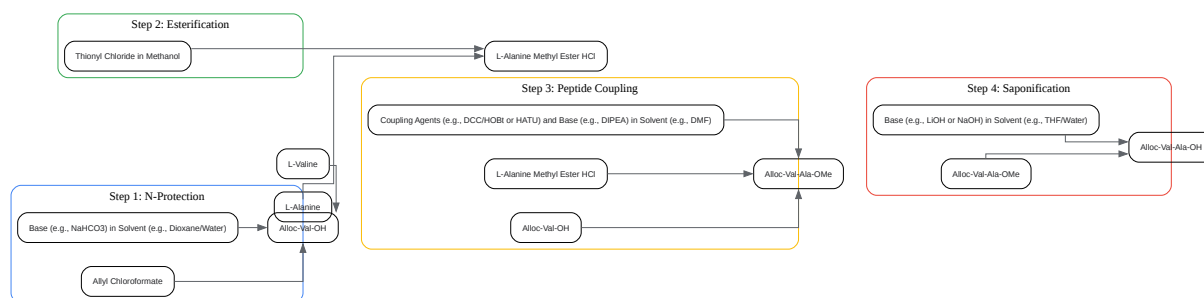 Step 2: Esterification
Thionyl Chloride in Methanol
L-Alanine Methyl Ester HCl
Step 3: Peptide Coupling
Coupling Agents (e.g., DCC/HOBt or HATU) and Base (e.g., DIPEA) in Solvent (e.g., DMF)
L-Alanine Methyl Ester HCl
Alloc-Val-Ala-OMe
Alloc-Val-OH
Step 4: Saponification
Base (e.g., LiOH or NaOH) in Solvent (e.g., THF/Water)
Alloc-Val-Ala-OH
Alloc-Val-Ala-OMe
L-Valine
Step 1: N-Protection
L-Alanine
Base (e.g., NaHCO3) in Solvent (e.g., Dioxane/Water)
Alloc-Val-OH
Allyl Chloroformate